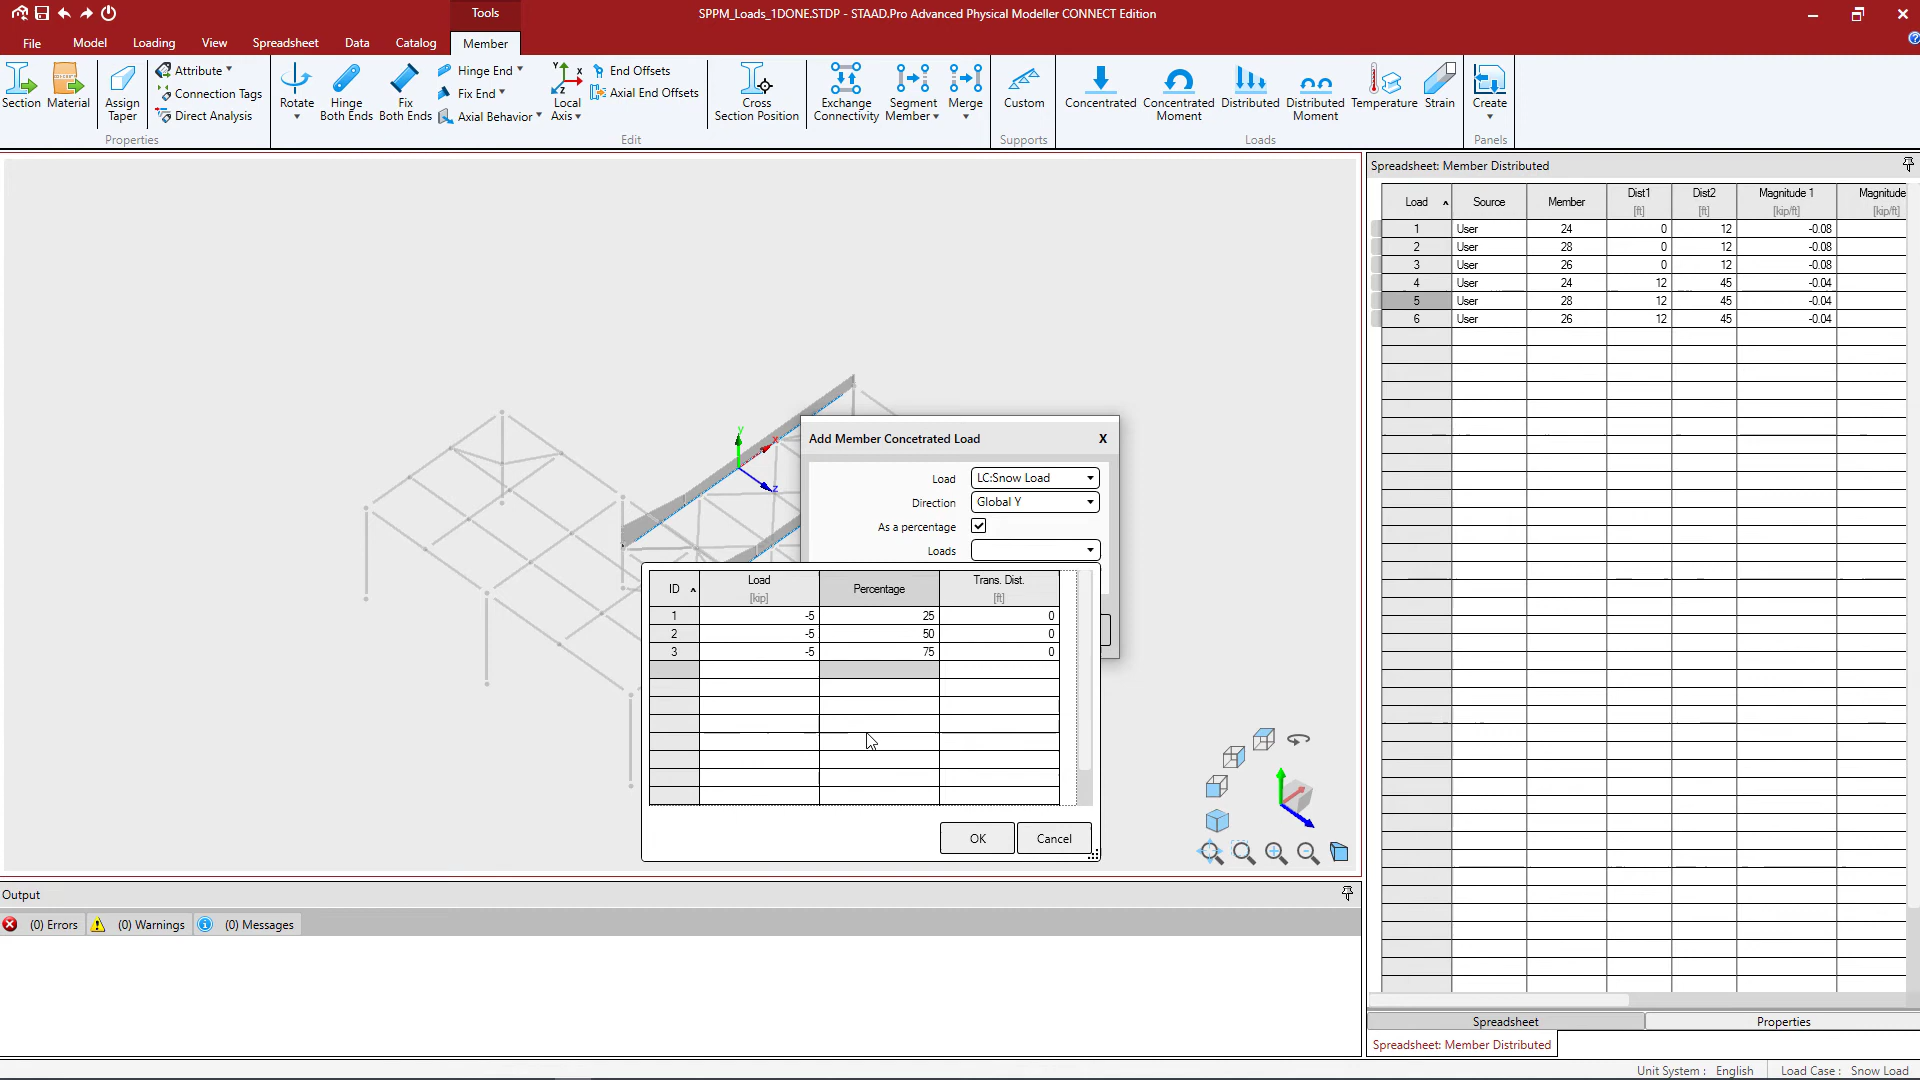 Tools
SPPM_Loads_1DONE.STDP - STAAD.Pro Advanced Physical Modeller CONNECT Edition
File Model Loading View Spreadsheet Data Catalog Member
Section Material Assign Taper
Attribute
Connection Tags
Direct Analysis
Properties
Rotate Hinge Both Ends Fix Both Ends
Hinge End
Fix End
Axial Behavior
Local Axis
End Offsets
Axial End Offsets
Cross Section Position
Exchange Connectivity
Segment Member
Merge
Edit
Custom
Supports
Concentrated Concentrated Moment Distributed Distributed Moment Temperature Strain
Loads
Create
Panels
Spreadsheet: Member Distributed
Load Source Member Dist1 [ft] Dist2 [ft] Magnitude 1 [kip/ft] Magnitude [kip/ft]
1 User 24 0 12 -0.08
2 User 28 0 12 -0.08
3 User 26 0 12 -0.08
4 User 24 12 45 -0.04
5 User 28 12 45 -0.04
6 User 26 12 45 -0.04
Y
X
Z
Add Member Concetrated Load X
Load LC:Snow Load
Direction Global Y
As a percentage
Loads
ID Load [kip] Percentage Trans. Dist. [ft]
1 -5 25 0
2 -5 50 0
3 -5 75 0
OK Cancel
Output
(0) Errors (0) Warnings (0) Messages
Spreadsheet Properties
Spreadsheet: Member Distributed
Unit System : English Load Case : Snow Load